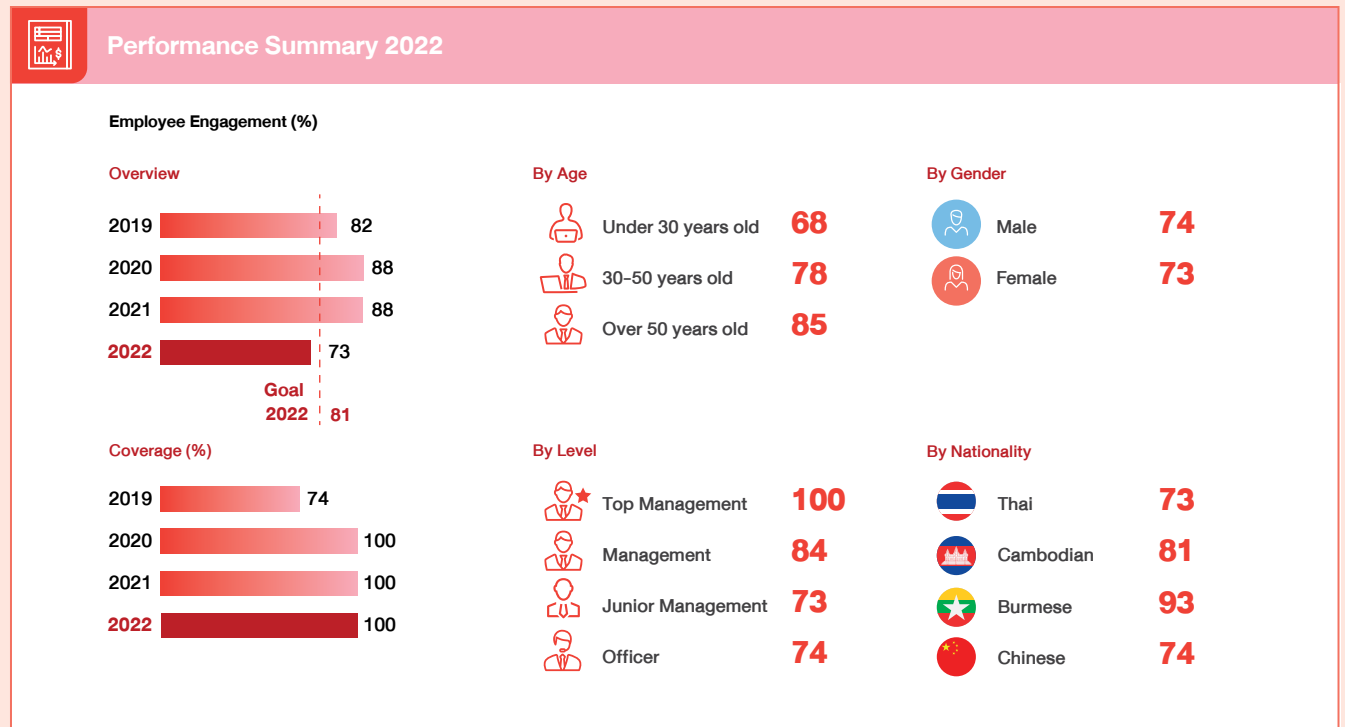 Performance Summary 2022
Employee Engagement (%)
Overview
2019 82
2020 88
2021 88
2022 73
Goal
2022 81
By Age
Under 30 years old 68
30–50 years old 78
Over 50 years old 85
By Gender
Male 74
Female 73
Coverage (%)
2019 74
2020 100
2021 100
2022 100
By Level
Top Management 100
Management 84
Junior Management 73
Officer 74
By Nationality
Thai 73
Cambodian 81
Burmese 93
Chinese 74